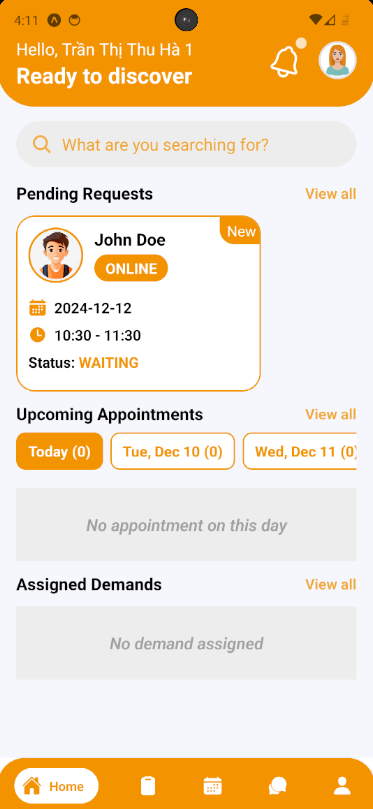 4:11
Hello, Trần Thị Thu Hà 1
Ready to discover
What are you searching for?
Pending Requests
View all
New
John Doe
ONLINE
2024-12-12
10:30 - 11:30
Status: WAITING
Upcoming Appointments
View all
Today (0)
Tue, Dec 10 (0)
Wed, Dec 11 (0)
No appointment on this day
Assigned Demands
View all
No demand assigned
Home